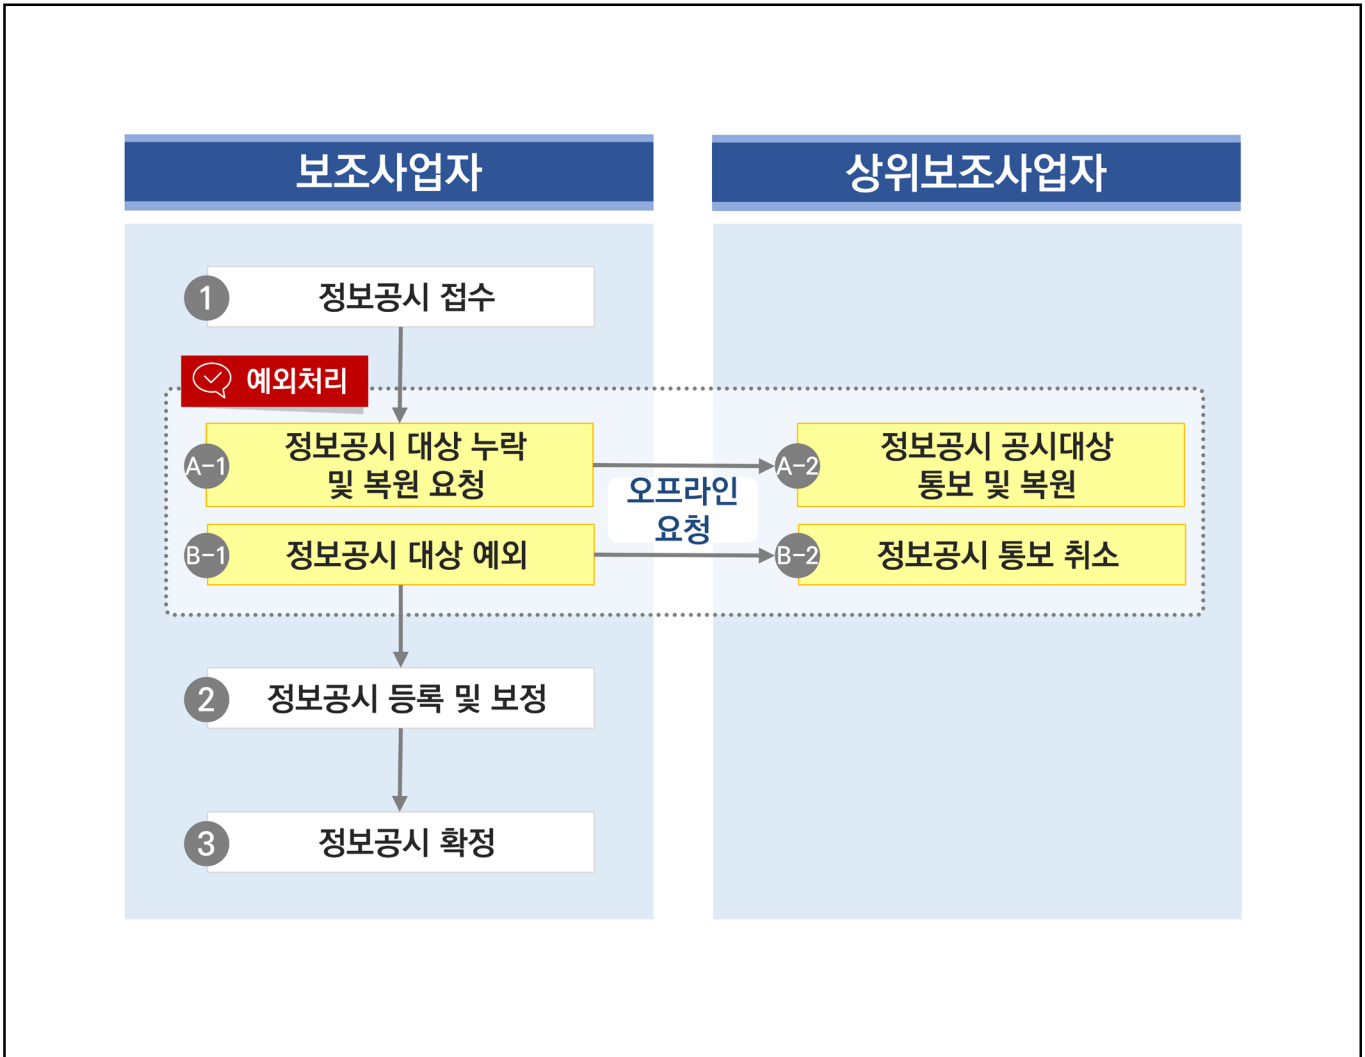 보조사업자
상위보조사업자
1
정보공시 접수
예외처리
A-1
정보공시 대상 누락
및 복원 요청
오프라인
요청
A-2
정보공시 공시대상
통보 및 복원
B-1
정보공시 대상 예외
B-2
정보공시 통보 취소
2
정보공시 등록 및 보정
3
정보공시 확정